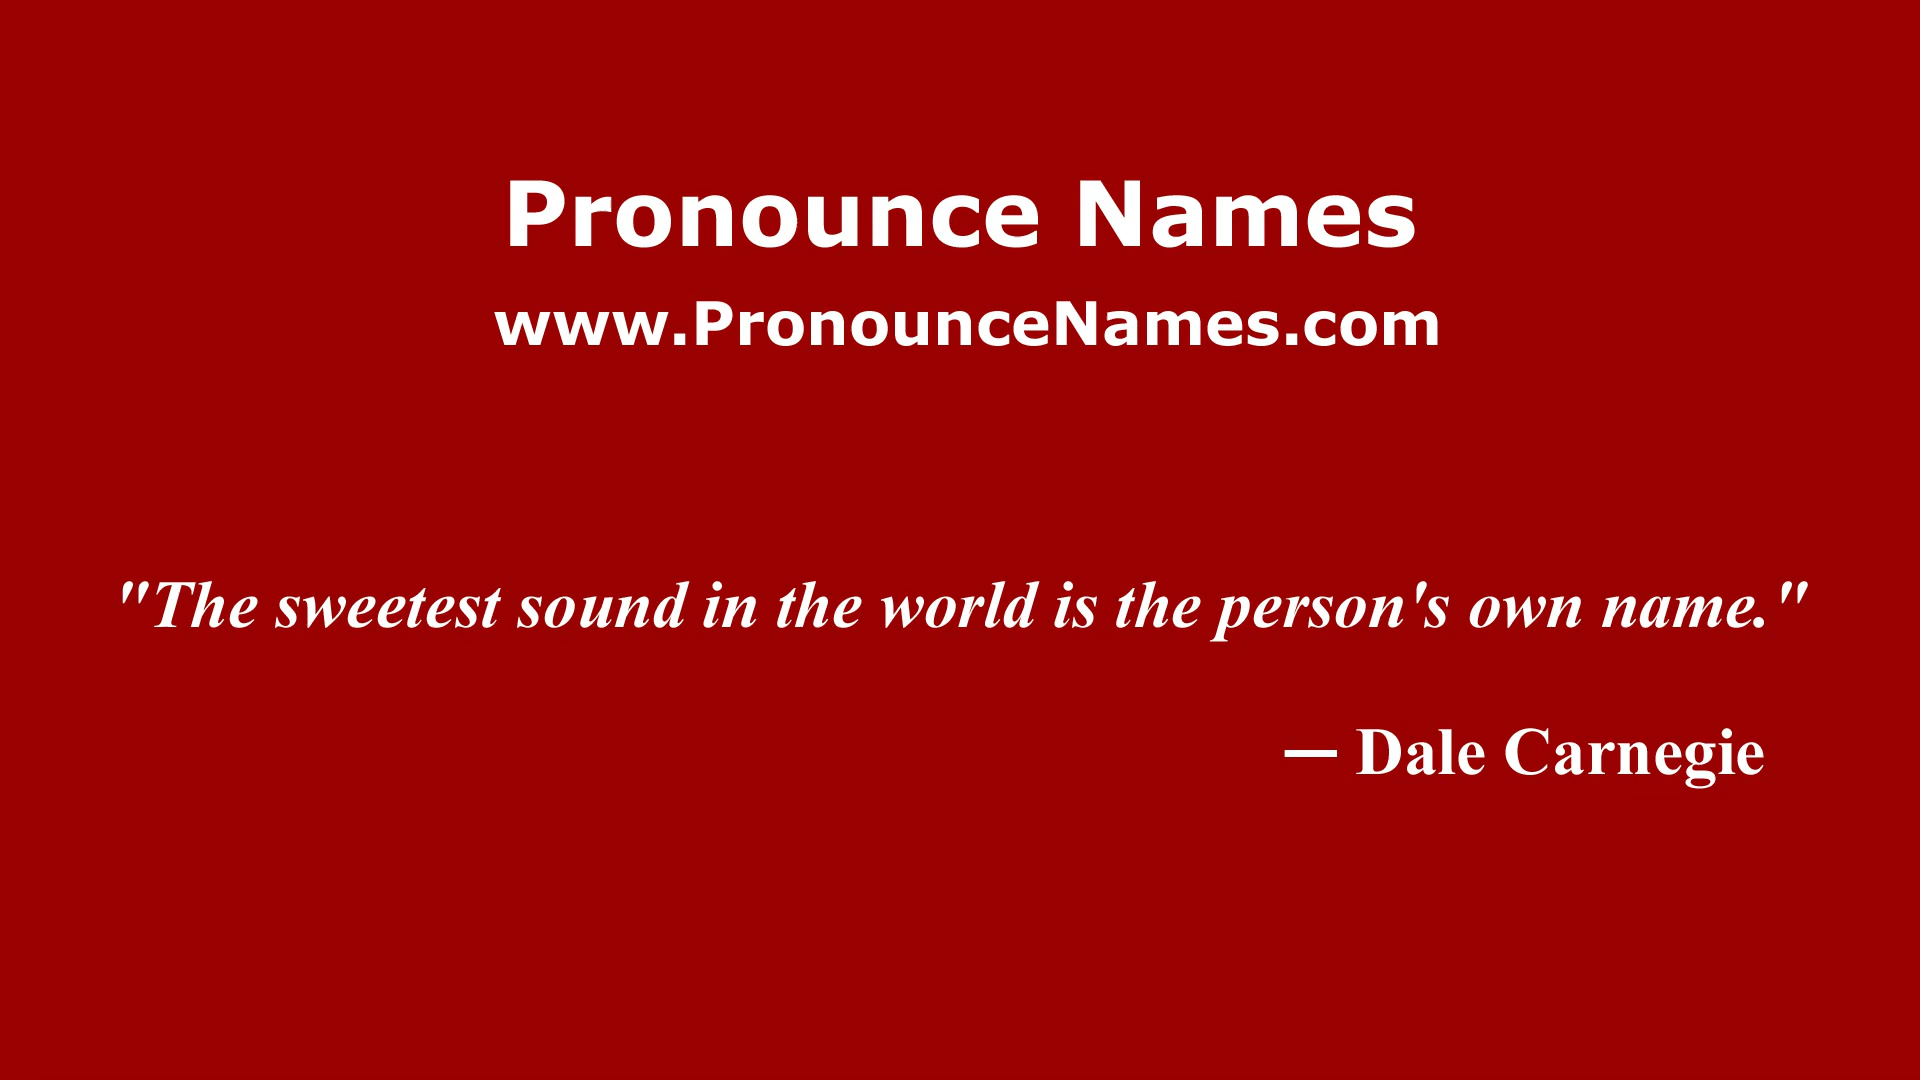 Pronounce Names
www.PronounceNames.com
"The sweetest sound in the world is the person's own name."
— Dale Carnegie